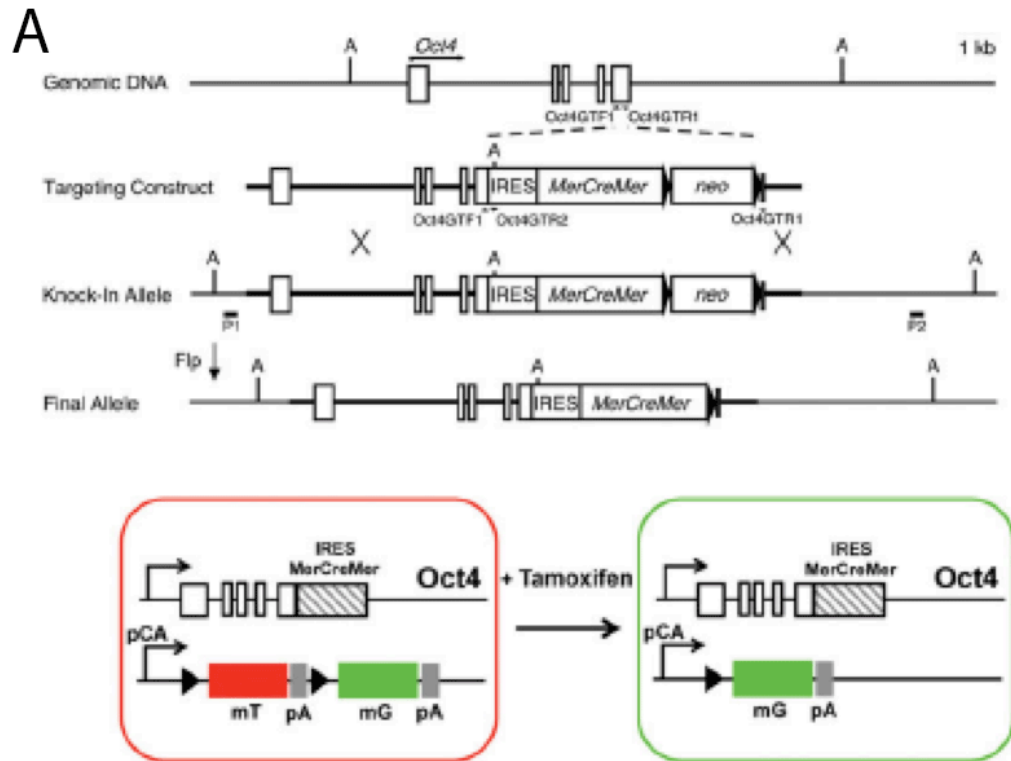 A
A Oct4 A 1 kb
Genomic DNA
Oct4GTF1 Oct4GTR1
A
Targeting Construct IRES MerCreMer neo
Oct4GTF1 Oct4GTR2 Oct4GTR1
X X
A A A
Knock-In Allele IRES MerCreMer neo
P1 P2
Flp
A A A
Final Allele IRES MerCreMer
IRES
MerCreMer
Oct4
pCA
mT pA mG pA
+ Tamoxifen
IRES
MerCreMer
Oct4
pCA
mG pA